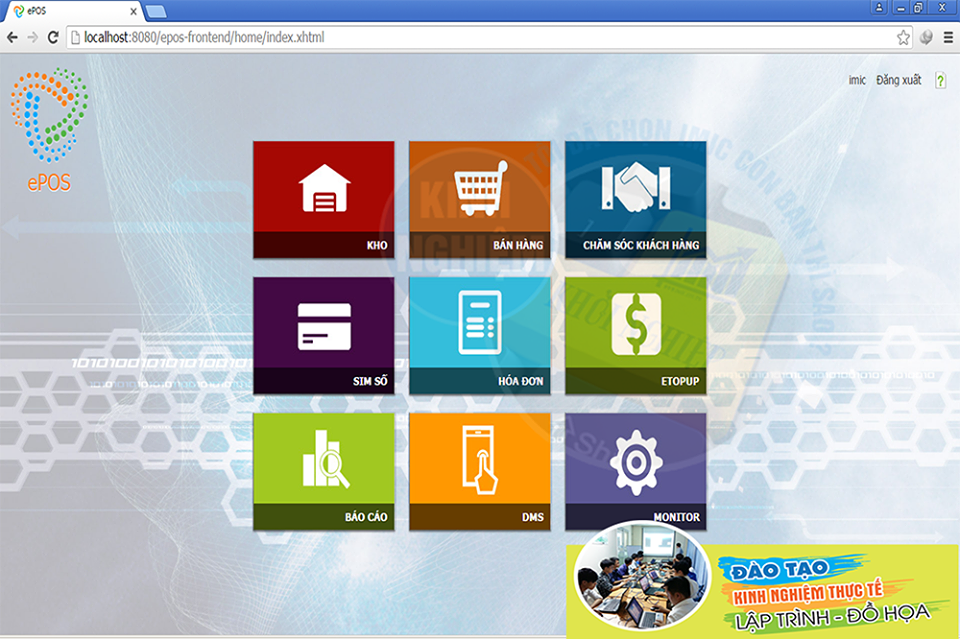 ePOS
localhost:8080/epos-frontend/home/index.xhtml
imic Đăng xuất ?
ePOS
KHO
BÁN HÀNG
CHĂM SÓC KHÁCH HÀNG
SIM SỐ
HÓA ĐƠN
ETOPUP
BÁO CÁO
DMS
MONITOR
KINH
NGHIỆM
ĐÀO TẠO
KINH NGHIỆM THỰC TẾ
LẬP TRÌNH - ĐỒ HỌA